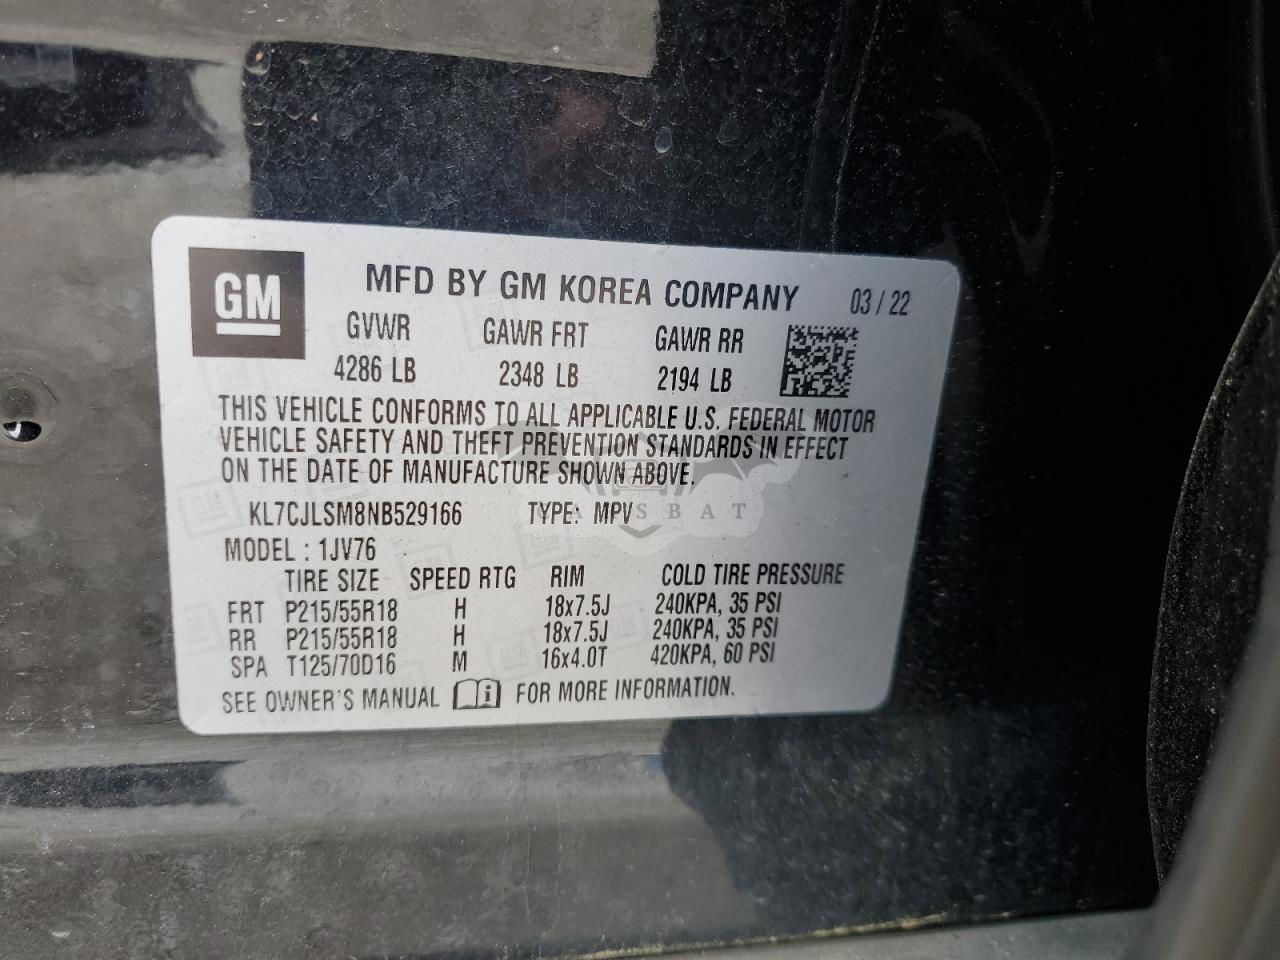 GM
MFD BY GM KOREA COMPANY 03 / 22
GVWR GAWR FRT GAWR RR
4286 LB 2348 LB 2194 LB
THIS VEHICLE CONFORMS TO ALL APPLICABLE U.S. FEDERAL MOTOR
VEHICLE SAFETY AND THEFT PREVENTION STANDARDS IN EFFECT
ON THE DATE OF MANUFACTURE SHOWN ABOVE.
KL7CJLSM8NB529166 TYPE: MPV
MODEL : 1JV76
TIRE SIZE SPEED RTG RIM COLD TIRE PRESSURE
FRT P215/55R18 H 18x7.5J 240KPA, 35 PSI
RR P215/55R18 H 18x7.5J 240KPA, 35 PSI
SPA T125/70D16 M 16x4.0T 420KPA, 60 PSI
SEE OWNER'S MANUAL FOR MORE INFORMATION.